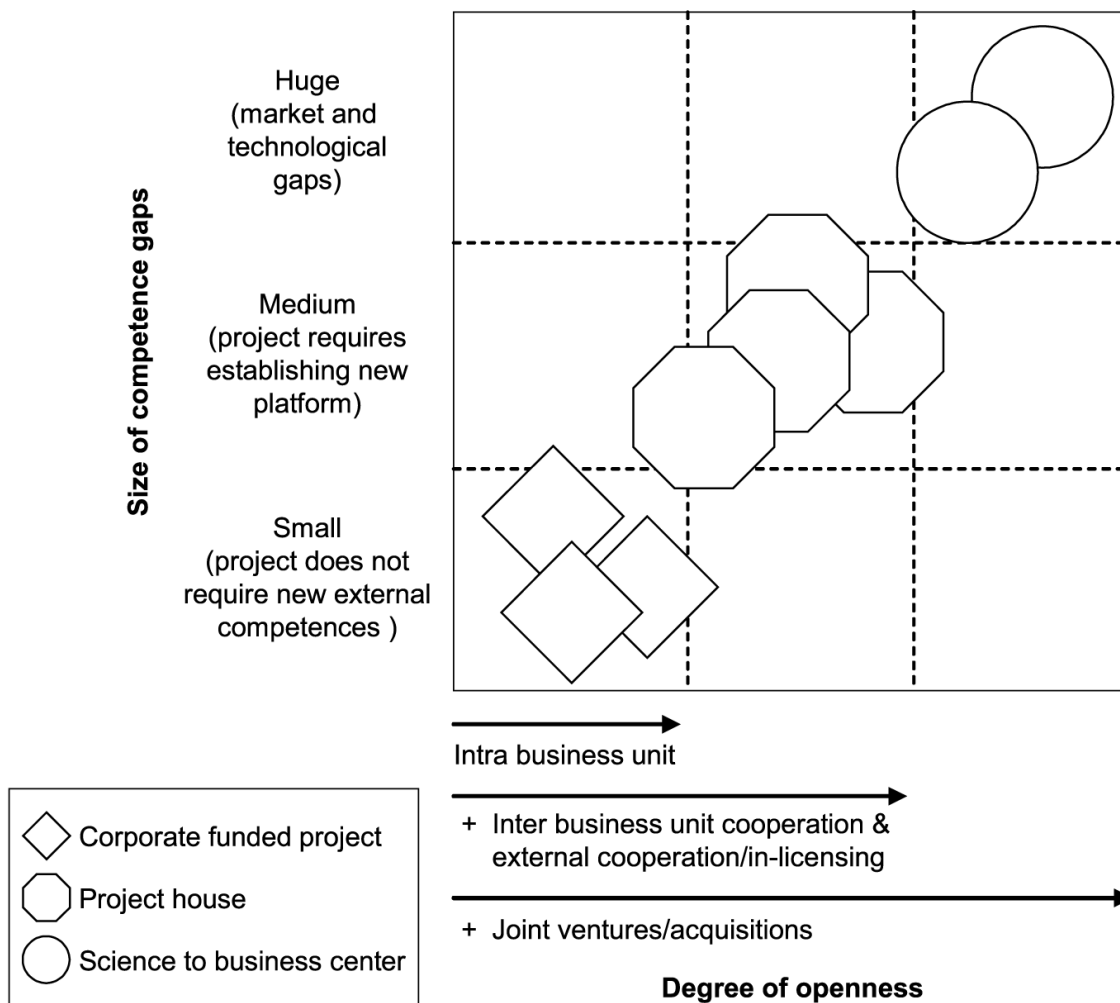 Size of competence gaps
Huge
(market and
technological
gaps)
Medium
(project requires
establishing new
platform)
Small
(project does not
require new external
competences )
Intra business unit
+ Inter business unit cooperation &
external cooperation/in-licensing
+ Joint ventures/acquisitions
Degree of openness
Corporate funded project
Project house
Science to business center